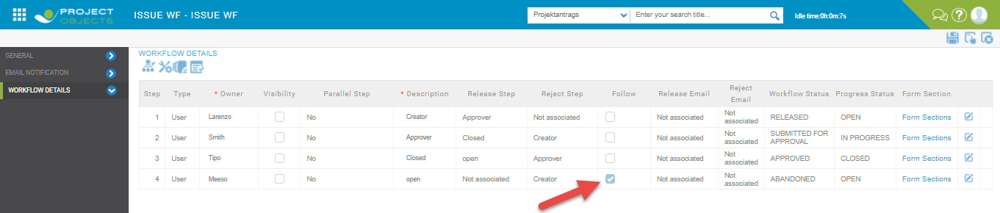 PROJECT OBJECTS
ISSUE WF - ISSUE WF
Projektantrags
Enter your search title...
Idle time:0h:0m:7s
GENERAL
EMAIL NOTIFICATION
WORKFLOW DETAILS
WORKFLOW DETAILS
Step Type * Owner Visibility Parallel Step * Description Release Step Reject Step Follow Release Email Reject Email Workflow Status Progress Status Form Section
1 User Larenzo No Creator Approver Not associated Not associated Not associated RELEASED OPEN Form Sections
2 User Smith No Approver Closed Creator Not associated Not associated SUBMITTED FOR APPROVAL IN PROGRESS Form Sections
3 User Tipo No Closed open Approver Not associated Not associated APPROVED CLOSED Form Sections
4 User Meeso No open Not associated Creator Not associated Not associated ABANDONED OPEN Form Sections